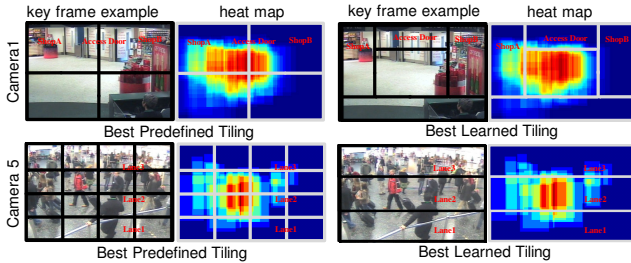 key frame example heat map key frame example heat map
Camera1
ShopA Access Door ShopB ShopA Access Door ShopB ShopA Access Door ShopB ShopA Access Door ShopB
Best Predefined Tiling Best Learned Tiling
Camera 5
Lane3 Lane3 Lane3 Lane3
Lane2 Lane2 Lane2 Lane2
Lane1 Lane1 Lane1 Lane1
Best Predefined Tiling Best Learned Tiling